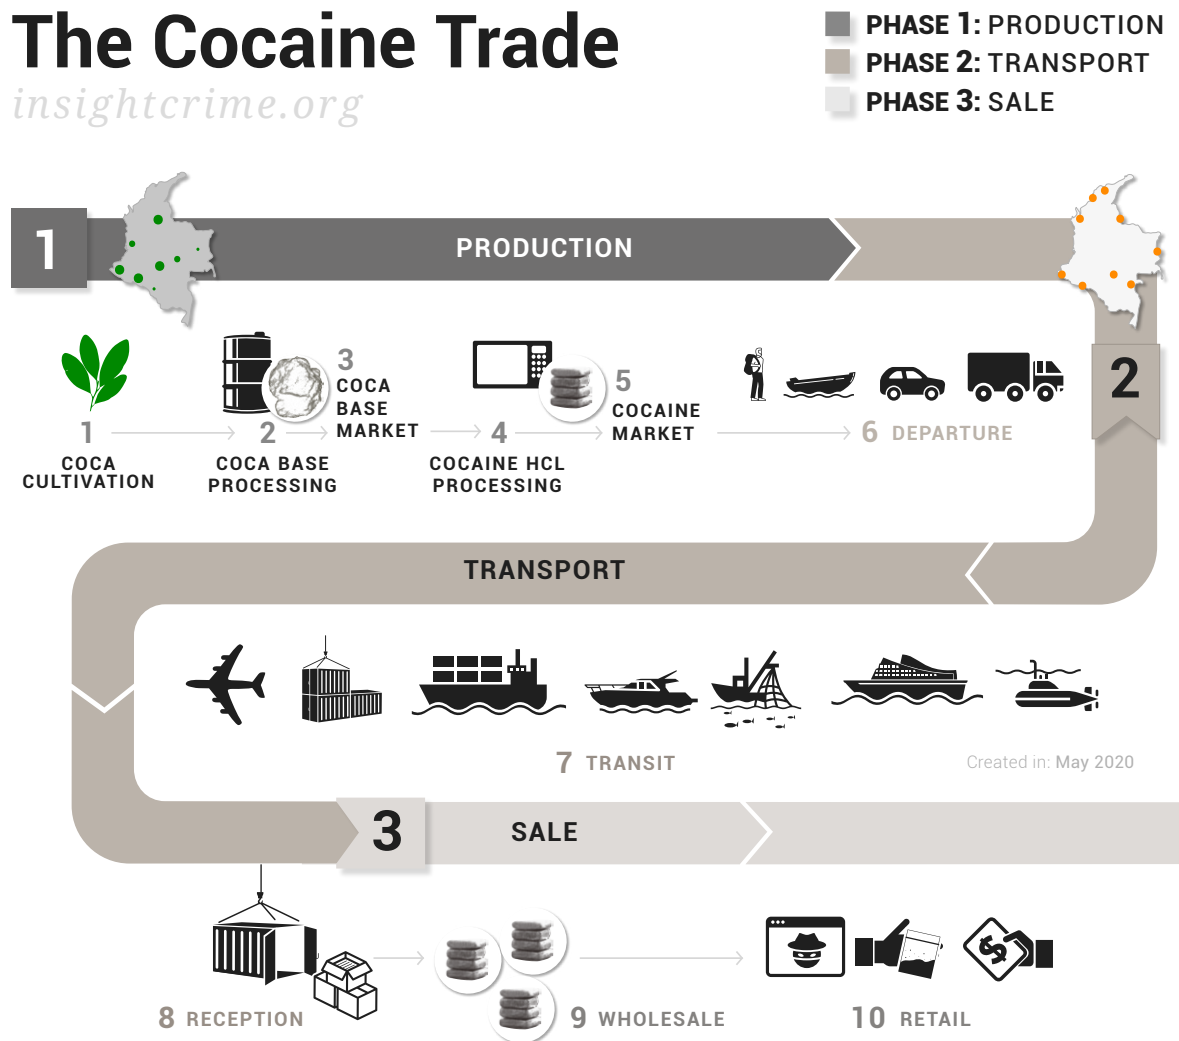 The Cocaine Trade
insightcrime.org
PHASE 1: PRODUCTION
PHASE 2: TRANSPORT
PHASE 3: SALE
1
PRODUCTION
2
1
COCA
CULTIVATION
2
COCA BASE
PROCESSING
3
COCA
BASE
MARKET
4
COCAINE HCL
PROCESSING
5
COCAINE
MARKET
6 DEPARTURE
TRANSPORT
7 TRANSIT
Created in: May 2020
3
SALE
8 RECEPTION
9 WHOLESALE
10 RETAIL